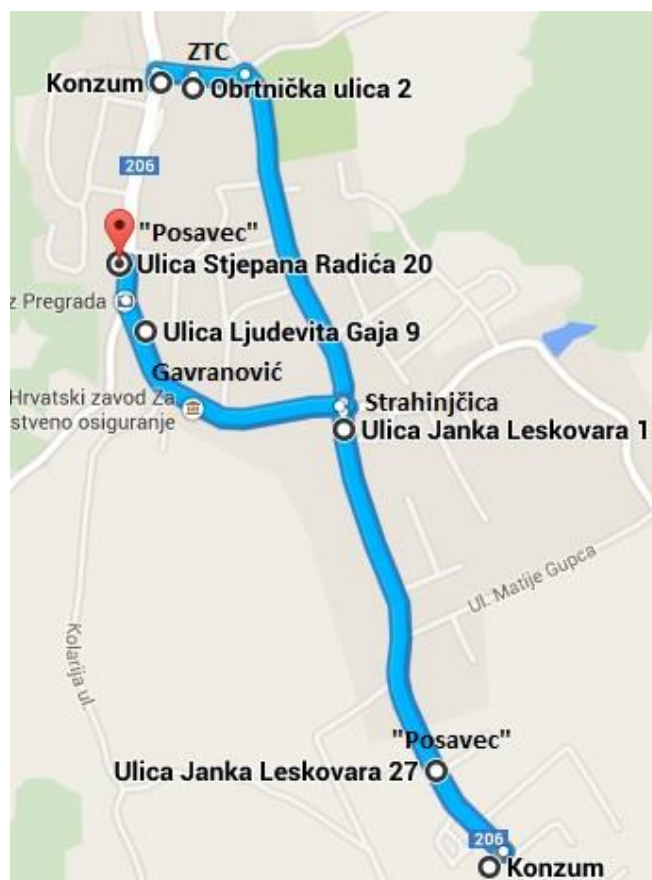 ZTC
Konzum
Obrtnička ulica 2
206
"Posavec"
Ulica Stjepana Radića 20
z Pregrada
Ulica Ljudevita Gaja 9
Gavranović
Hrvatski zavod Za
stveno osiguranje
Strahinjčica
Ulica Janka Leskovara 1
Ul. Matije Gupca
Kolarija ul.
"Posavec"
Ulica Janka Leskovara 27
206
Konzum